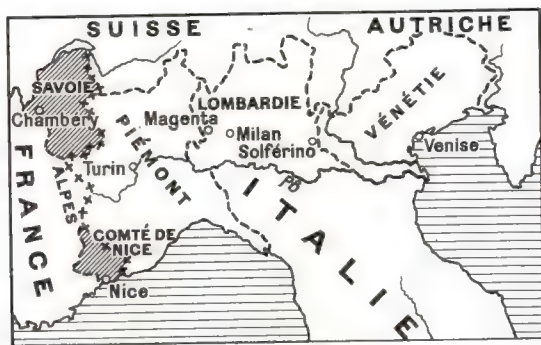 SUISSE
AUTRICHE
SAVOIE
Chambéry
LOMBARDIE
VÉNÉTIE
Magenta
Milan
Solférino
Venise
PIÉMONT
Turin
Pô
FRANCE
ALPES
ITALIE
COMTÉ DE
NICE
Nice